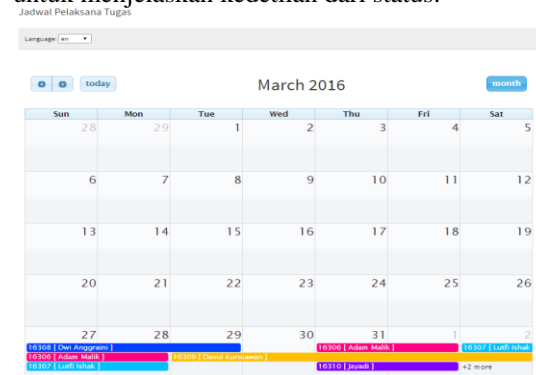 untuk menjelaskan kedetilan dari status.
Jadwal Pelaksana Tugas
Language: en
today
March 2016
month
Sun Mon Tue Wed Thu Fri Sat
28 29 1 2 3 4 5
6 7 8 9 10 11 12
13 14 15 16 17 18 19
20 21 22 23 24 25 26
27 28 29 30 31 1 2
16308 [ Dwi Anggraini ] 16306 [ Adam Malik ] 16307 [ Lutfi Ishak
16306 [ Adam Malik ] 16309 [ David Kurniawan ]
16307 [ Lutfi Ishak ] 16310 [ Jayadi ] +2 more